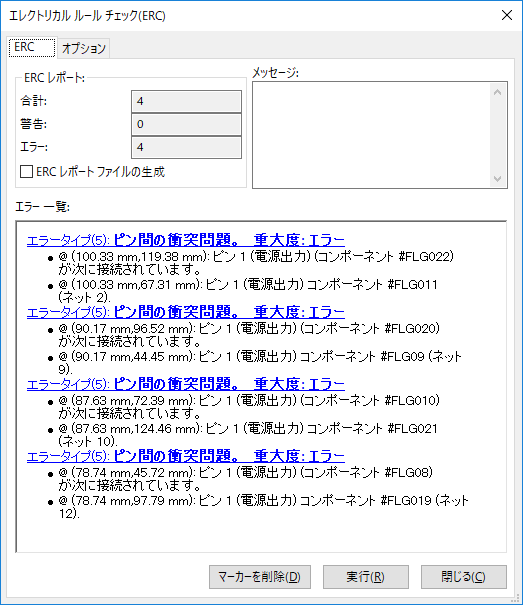 エレクトリカル ルール チェック(ERC)
ERC
オプション
ERC レポート:
合計:
4
警告:
0
エラー:
4
ERC レポート ファイルの生成
メッセージ:
エラー 一覧:
エラータイプ(5): ピン間の衝突問題。 重大度: エラー
@ (100.33 mm,119.38 mm): ピン 1 (電源出力) (コンポーネント #FLG022)
が次に接続されています。
@ (100.33 mm,67.31 mm): ピン 1 (電源出力) コンポーネント #FLG011
(ネット 2).
エラータイプ(5): ピン間の衝突問題。 重大度: エラー
@ (90.17 mm,96.52 mm): ピン 1 (電源出力) (コンポーネント #FLG020)
が次に接続されています。
@ (90.17 mm,44.45 mm): ピン 1 (電源出力) コンポーネント #FLG09 (ネット
9).
エラータイプ(5): ピン間の衝突問題。 重大度: エラー
@ (87.63 mm,72.39 mm): ピン 1 (電源出力) (コンポーネント #FLG010)
が次に接続されています。
@ (87.63 mm,124.46 mm): ピン 1 (電源出力) コンポーネント #FLG021
(ネット 10).
エラータイプ(5): ピン間の衝突問題。 重大度: エラー
@ (78.74 mm,45.72 mm): ピン 1 (電源出力) (コンポーネント #FLG08)
が次に接続されています。
@ (78.74 mm,97.79 mm): ピン 1 (電源出力) コンポーネント #FLG019 (ネット
12).
マーカーを削除(D)
実行(R)
閉じる(C)